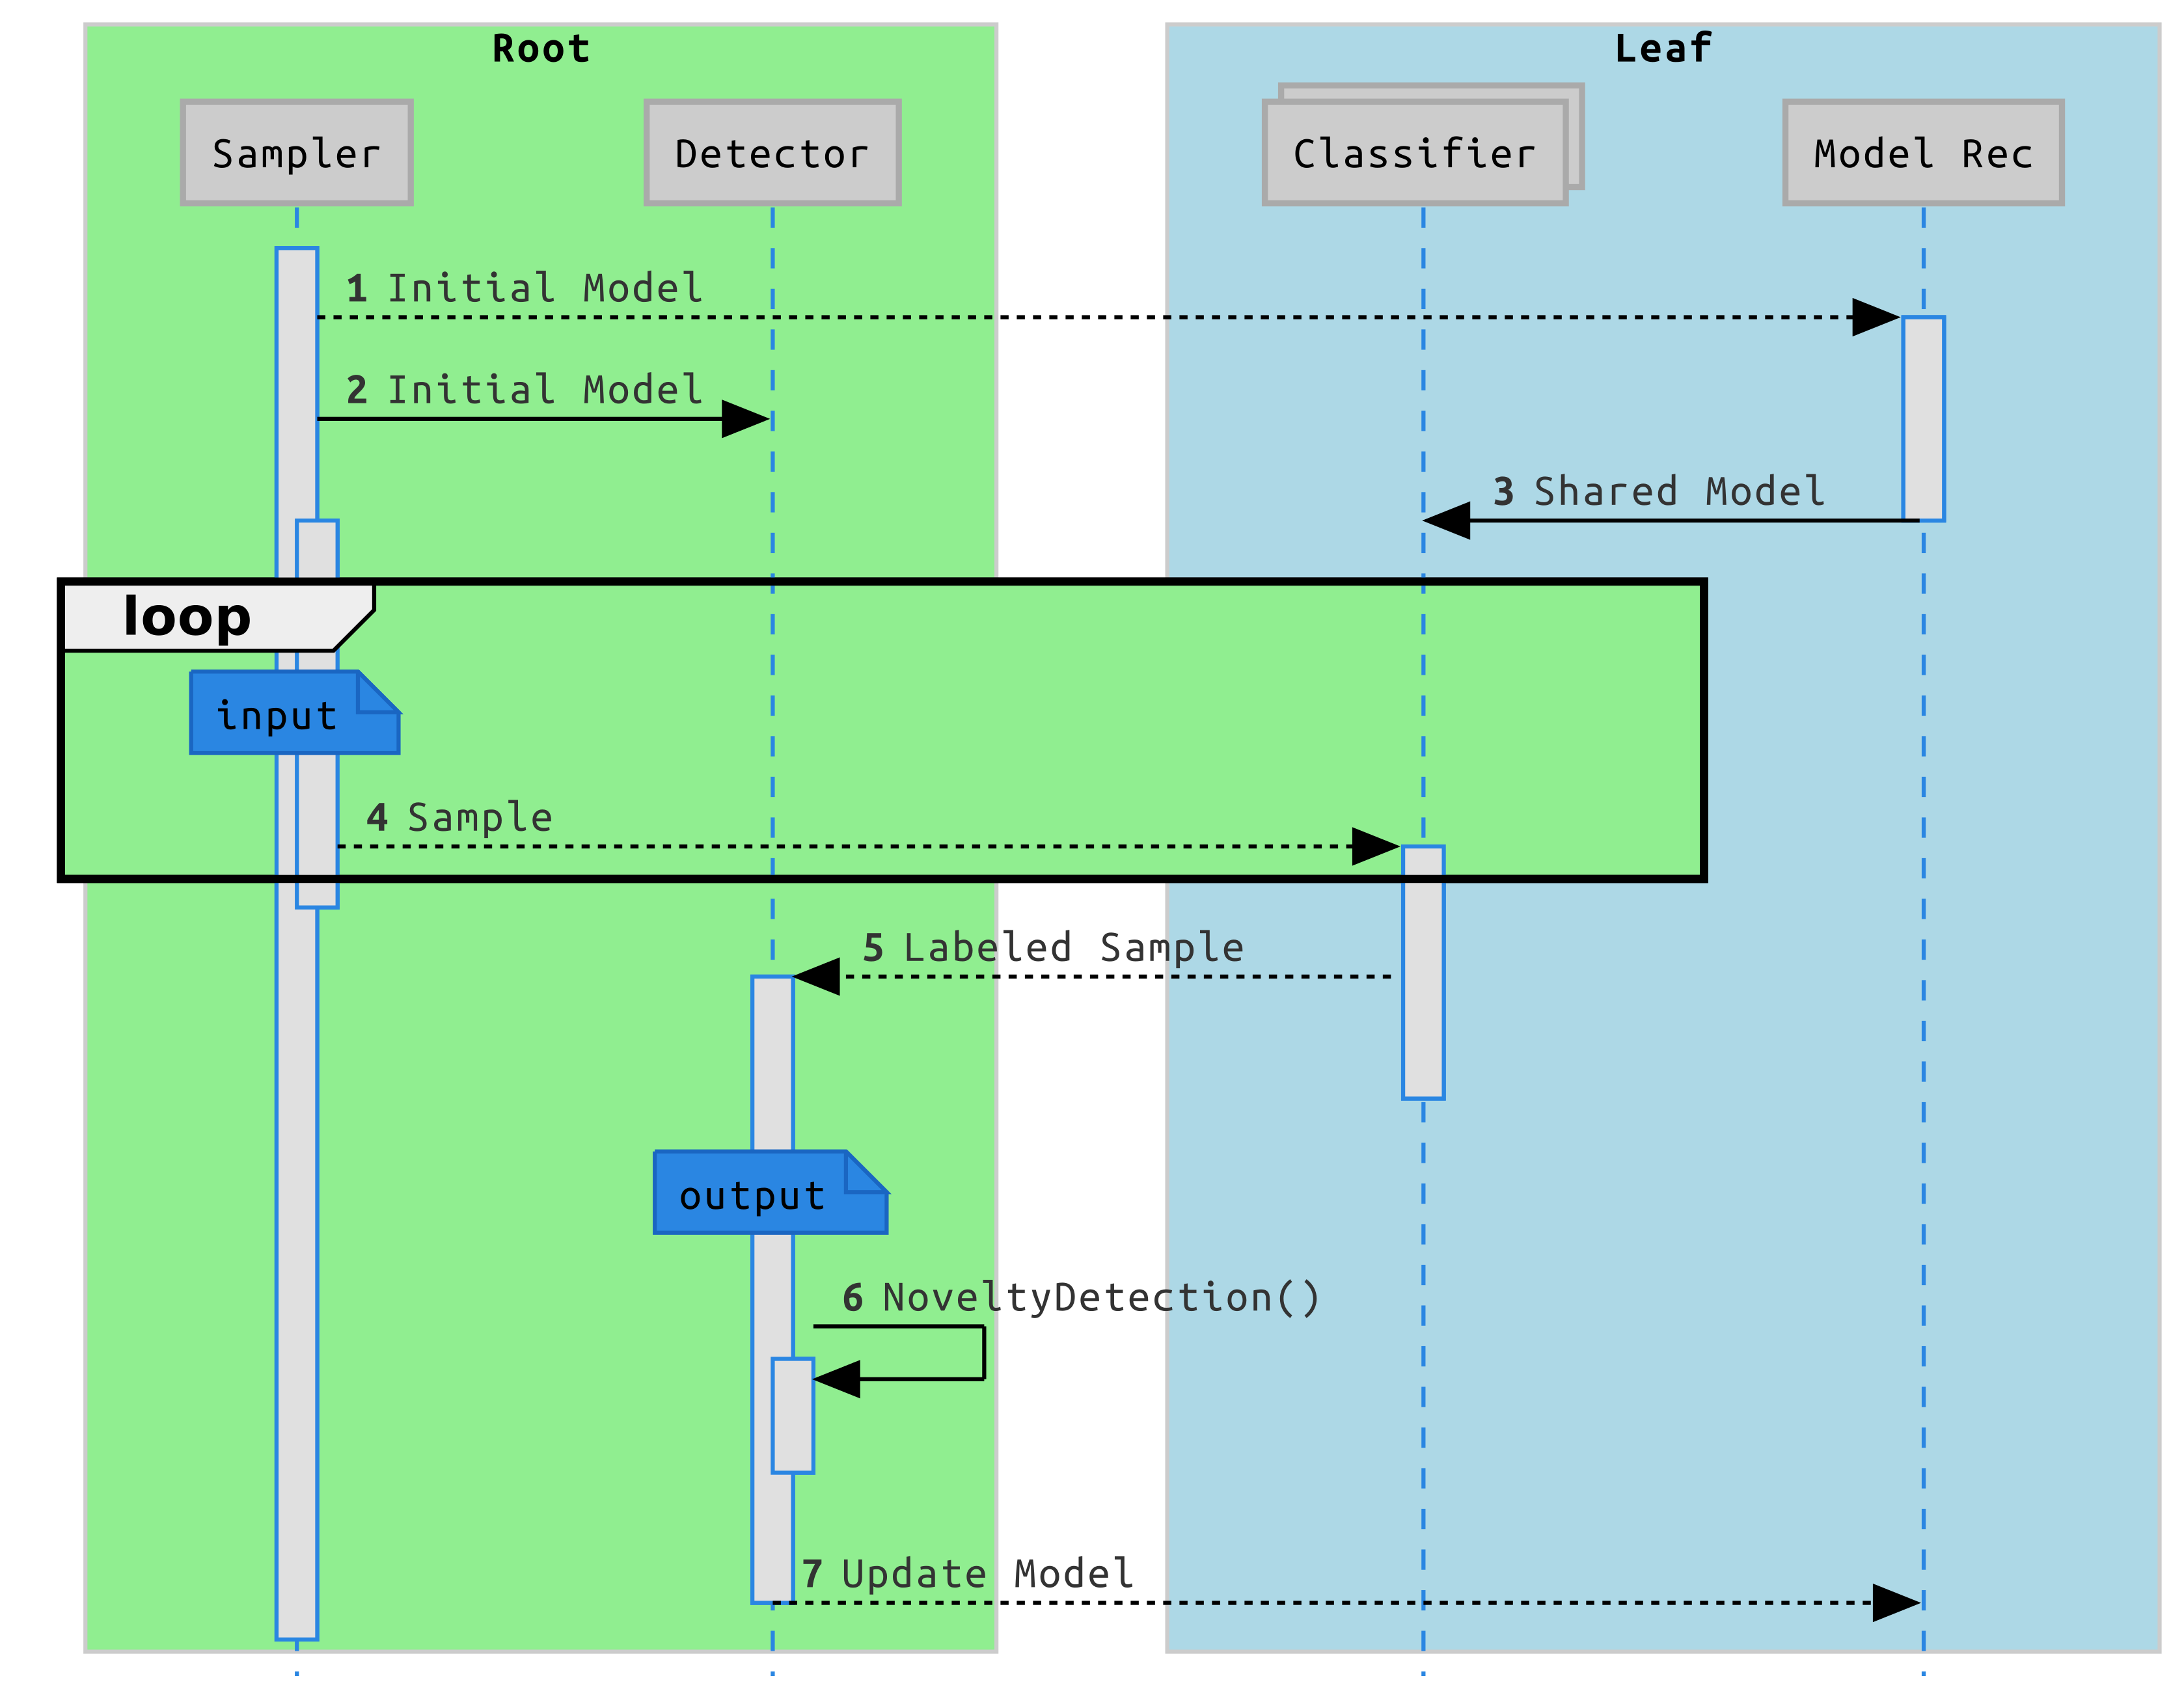 Root
Leaf
Sampler
Detector
Classifier
Model Rec
1 Initial Model
2 Initial Model
3 Shared Model
loop
input
4 Sample
5 Labeled Sample
output
6 NoveltyDetection()
7 Update Model